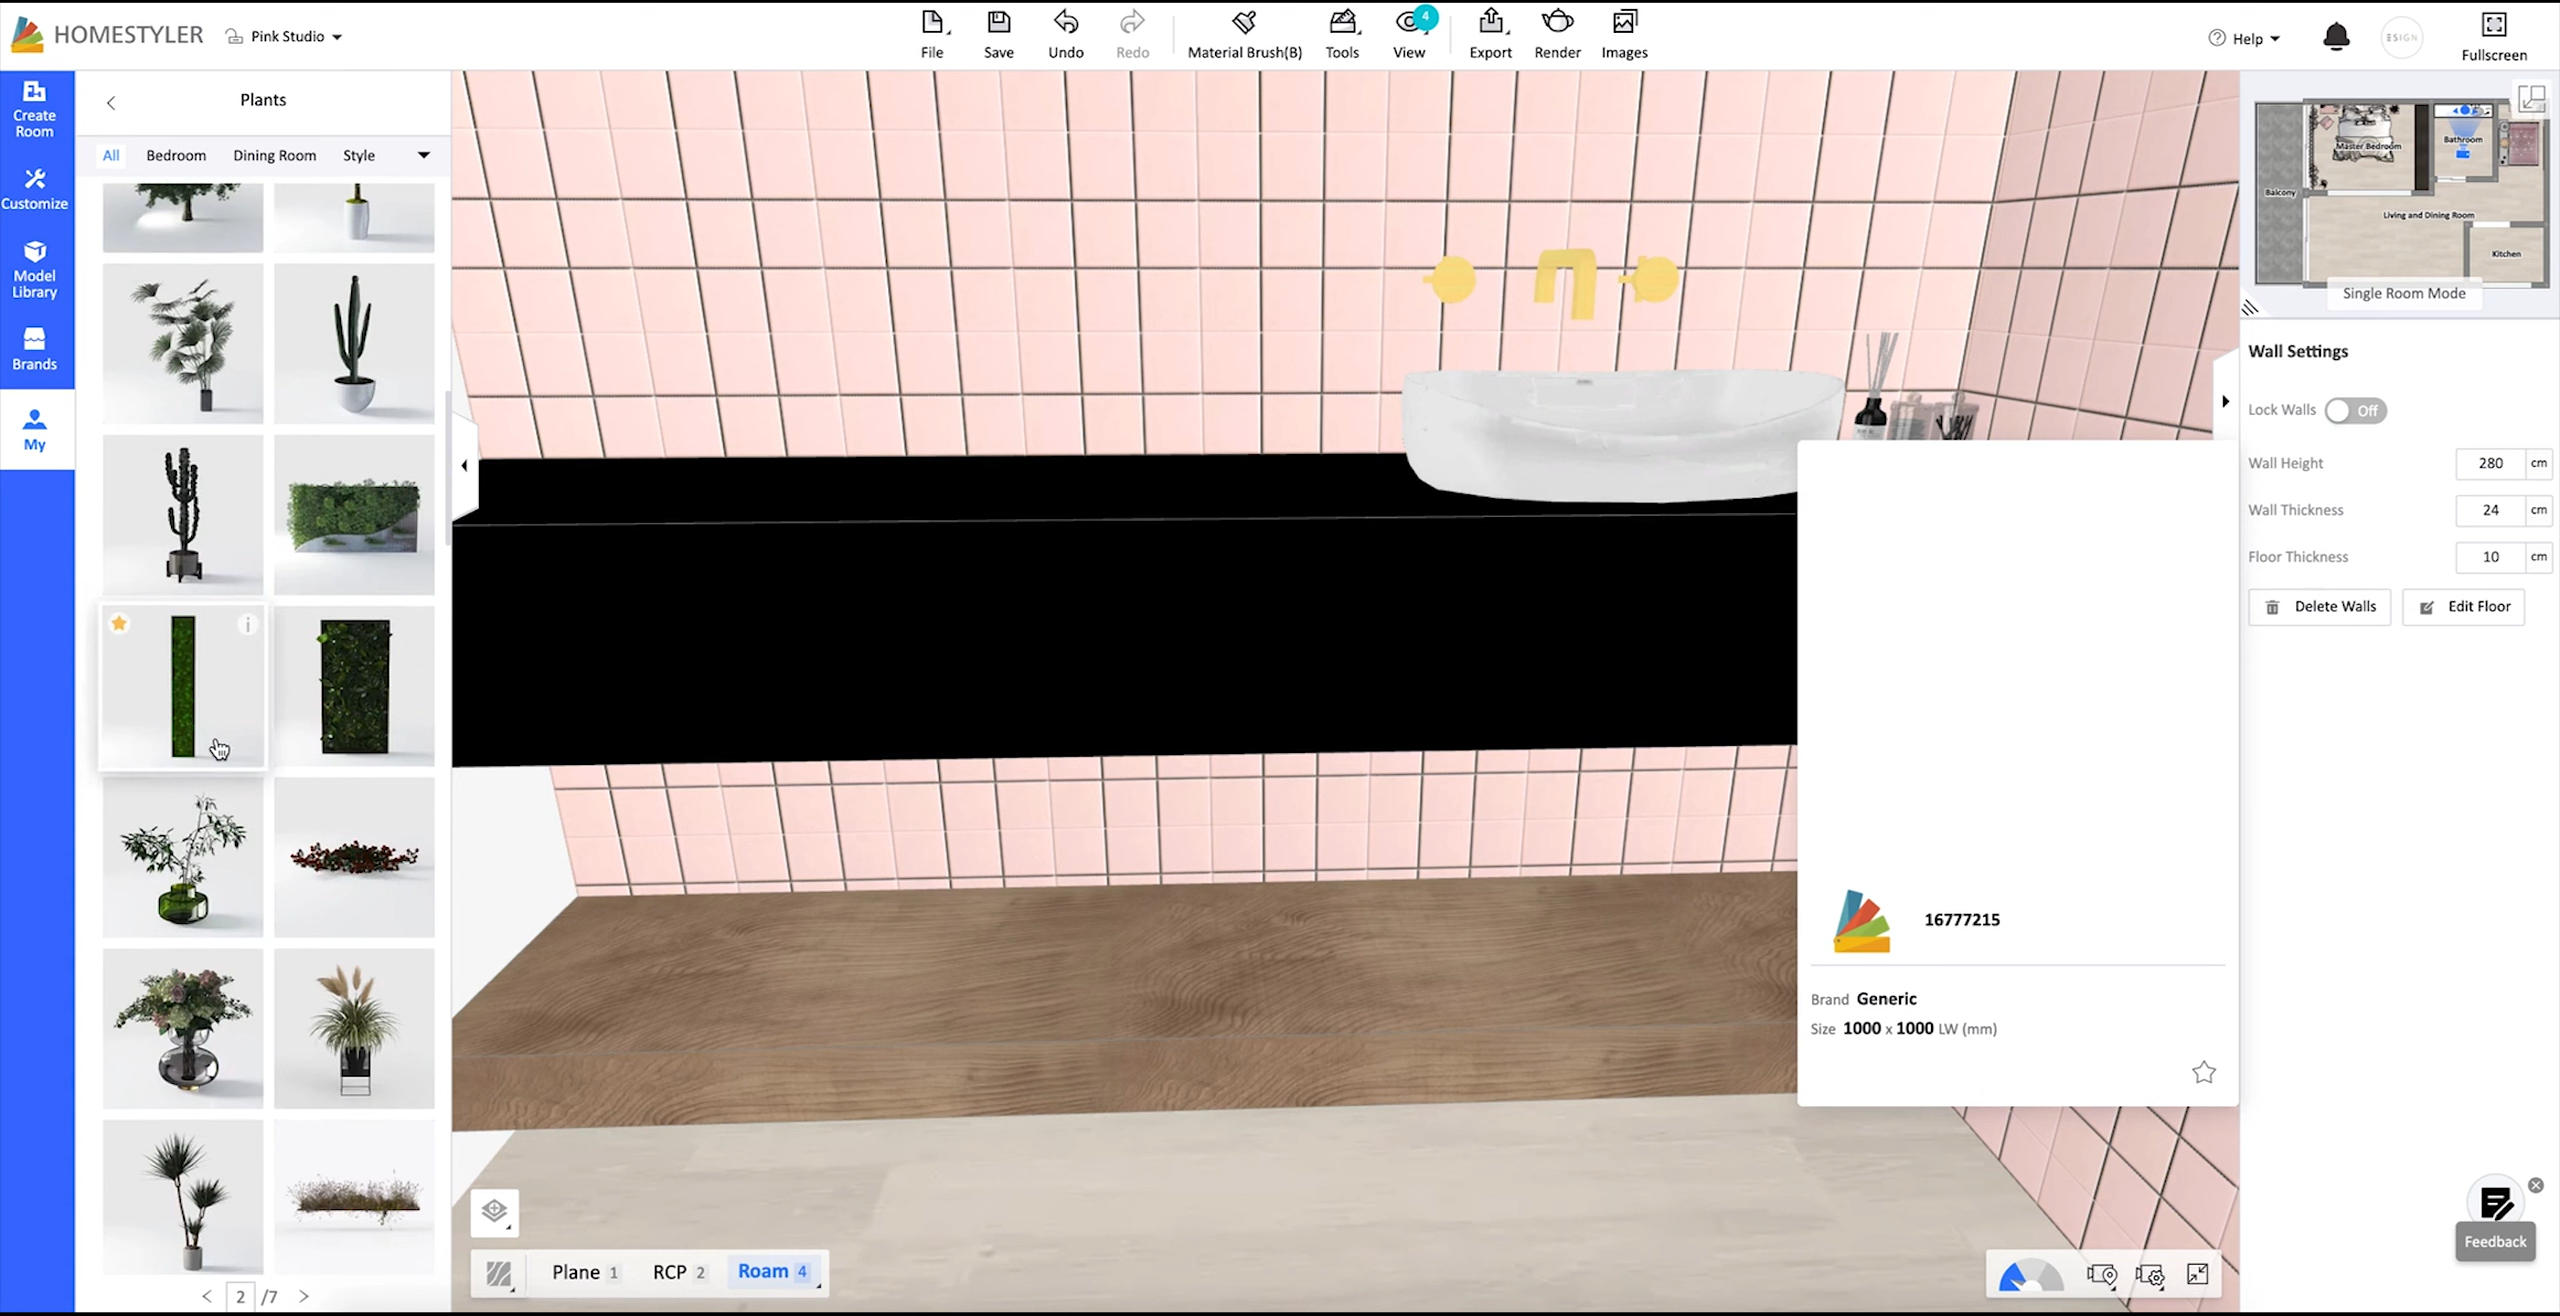 HOMESTYLER
Pink Studio
File
Save
Undo
Redo
Material Brush(B)
Tools
View
4
Export
Render
Images
Help
ESIGN
Fullscreen
Create
Room
Customize
Model
Library
Brands
My
Plants
All
Bedroom
Dining Room
Style
2 /7
Plane 1
RCP 2
Roam 4
16777215
Brand Generic
Size 1000 x 1000 LW (mm)
Master Bedroom
Bathroom
Balcony
Living and Dining Room
Kitchen
Single Room Mode
Wall Settings
Lock Walls Off
Wall Height 280 cm
Wall Thickness 24 cm
Floor Thickness 10 cm
Delete Walls
Edit Floor
Feedback